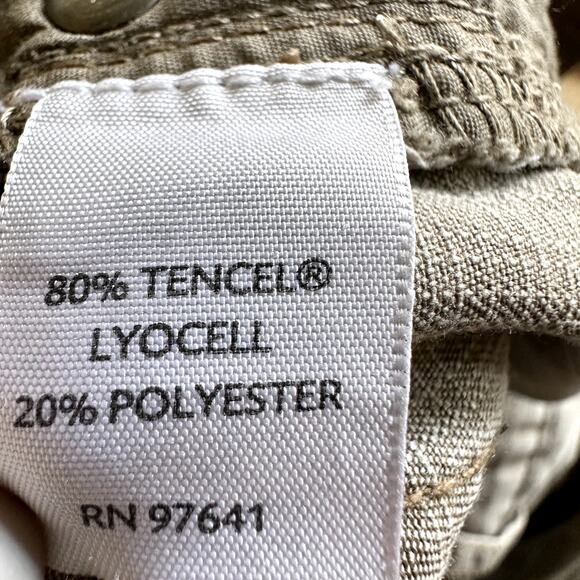 80% TENCEL®
LYOCELL
20% POLYESTER
RN 97641